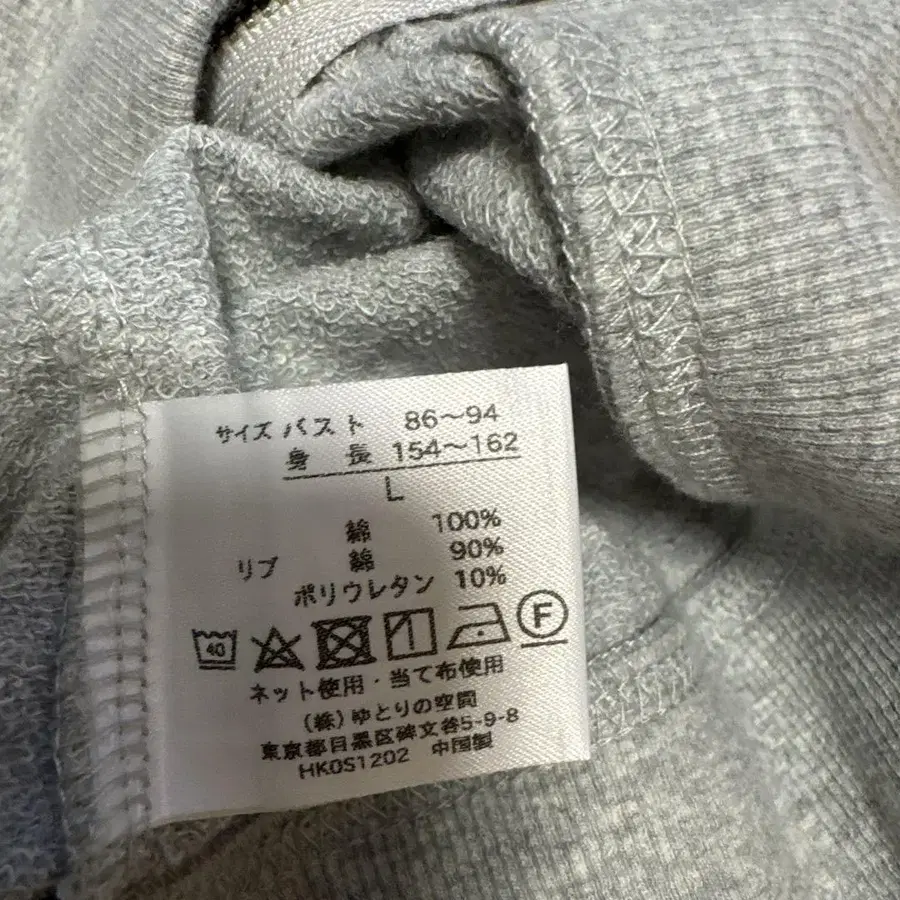 サイズ バスト 86～94
身長 154～162
L
綿 100%
リブ 綿 90%
ポリウレタン 10%
40 F
ネット使用・当て布使用
(株)ゆとりの空間
東京都目黒区碑文谷5-9-8
HK0S1202 中国製